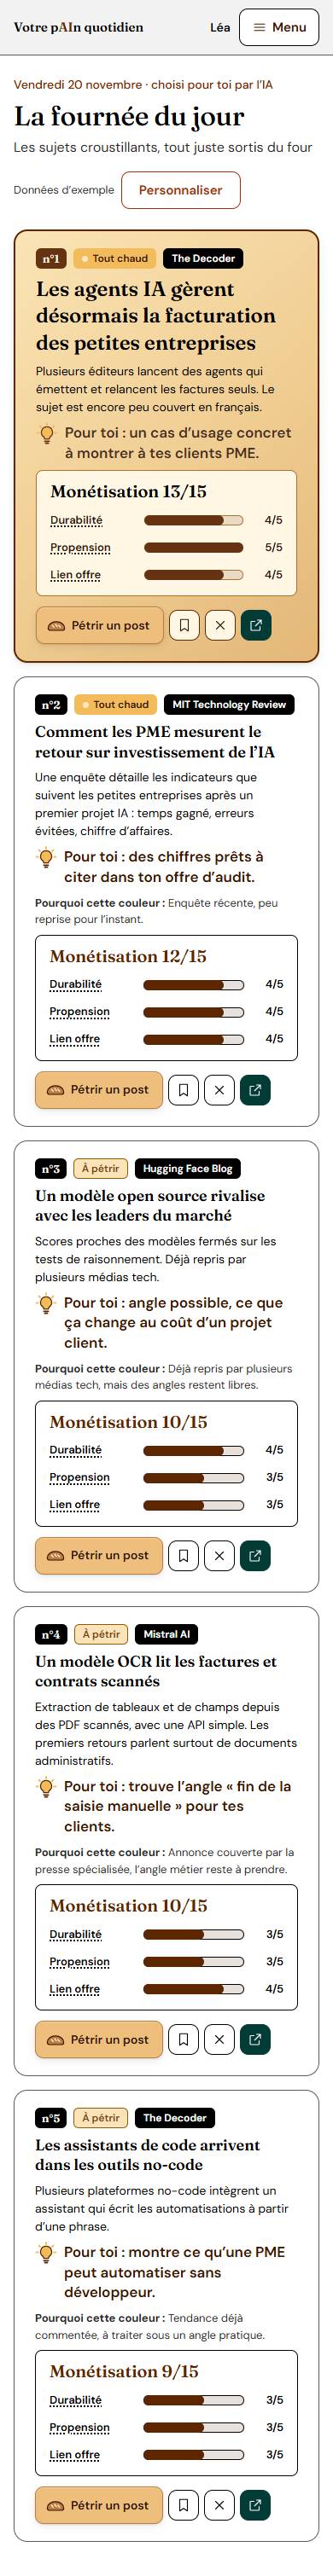 Votre pAIn quotidien
Léa
Menu
Vendredi 20 novembre · choisi pour toi par l'IA
La fournée du jour
Les sujets croustillants, tout juste sortis du four
Données d'exemple
Personnaliser
n°1
Tout chaud
The Decoder
Les agents IA gèrent
désormais la facturation
des petites entreprises
Plusieurs éditeurs lancent des agents qui
émettent et relancent les factures seuls. Le
sujet est encore peu couvert en français.
Pour toi : un cas d'usage concret
à montrer à tes clients PME.
Monétisation 13/15
Durabilité 4/5
Propension 5/5
Lien offre 4/5
Pétrir un post
n°2
Tout chaud
MIT Technology Review
Comment les PME mesurent le
retour sur investissement de l'IA
Une enquête détaille les indicateurs que
suivent les petites entreprises après un
premier projet IA : temps gagné, erreurs
évitées, chiffre d'affaires.
Pour toi : des chiffres prêts à
citer dans ton offre d'audit.
Pourquoi cette couleur : Enquête récente, peu
reprise pour l'instant.
Monétisation 12/15
Durabilité 4/5
Propension 4/5
Lien offre 4/5
Pétrir un post
n°3
À pétrir
Hugging Face Blog
Un modèle open source rivalise
avec les leaders du marché
Scores proches des modèles fermés sur les
tests de raisonnement. Déjà repris par
plusieurs médias tech.
Pour toi : angle possible, ce que
ça change au coût d'un projet
client.
Pourquoi cette couleur : Déjà repris par plusieurs
médias tech, mais des angles restent libres.
Monétisation 10/15
Durabilité 4/5
Propension 3/5
Lien offre 3/5
Pétrir un post
n°4
À pétrir
Mistral AI
Un modèle OCR lit les factures et
contrats scannés
Extraction de tableaux et de champs depuis
des PDF scannés, avec une API simple. Les
premiers retours parlent surtout de documents
administratifs.
Pour toi : trouve l'angle « fin de la
saisie manuelle » pour tes
clients.
Pourquoi cette couleur : Annonce couverte par la
presse spécialisée, l'angle métier reste à prendre.
Monétisation 10/15
Durabilité 3/5
Propension 3/5
Lien offre 4/5
Pétrir un post
n°5
À pétrir
The Decoder
Les assistants de code arrivent
dans les outils no-code
Plusieurs plateformes no-code intègrent un
assistant qui écrit les automatisations à partir
d'une phrase.
Pour toi : montre ce qu'une PME
peut automatiser sans
développeur.
Pourquoi cette couleur : Tendance déjà
commentée, à traiter sous un angle pratique.
Monétisation 9/15
Durabilité 3/5
Propension 3/5
Lien offre 3/5
Pétrir un post